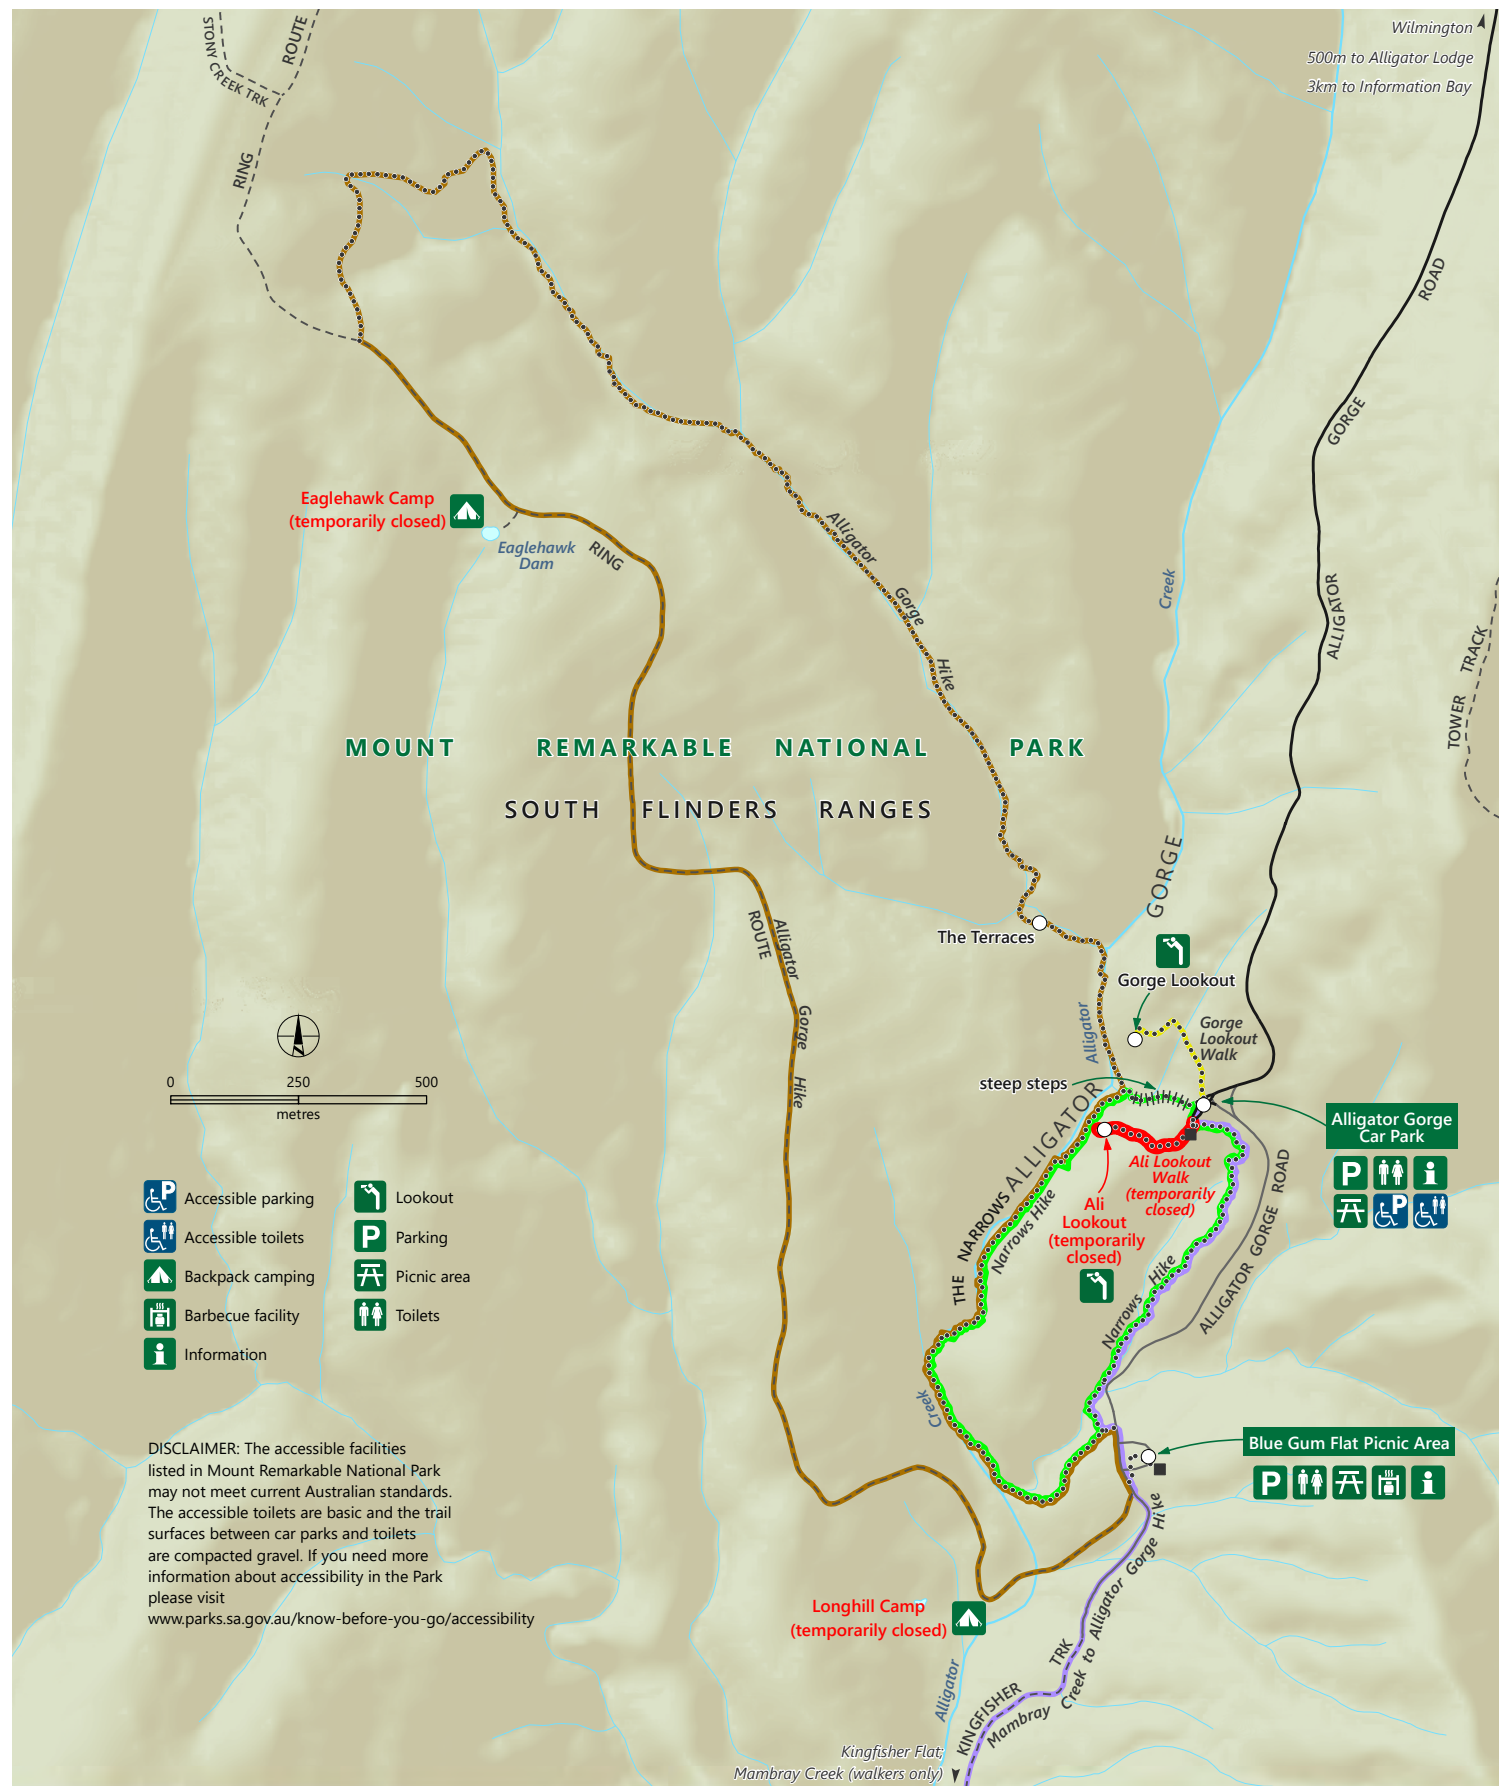 Wilmington
500m to Alligator Lodge
3km to Information Bay
STONY CREEK TRK
ROUTE
RING
ROAD
GORGE
ALLIGATOR
TOWER TRACK
Creek
Eaglehawk Camp
(temporarily closed)
Eaglehawk
Dam
RING
Alligator
Gorge
Hike
MOUNT REMARKABLE NATIONAL PARK
SOUTH FLINDERS RANGES
GORGE
The Terraces
Gorge Lookout
Alligator
ROUTE
Gorge
Hike
Alligator
Gorge
Lookout
Walk
steep steps
ALLIGATOR
Alligator Gorge
Car Park
P
i
P
Ali Lookout
Walk
(temporarily
closed)
Ali
Lookout
(temporarily
closed)
THE NARROWS
Narrows Hike
Narrows Hike
ALLIGATOR GORGE ROAD
N
0 250 500
metres
P
Accessible parking
Accessible toilets
Backpack camping
Barbecue facility
i
Information
Lookout
P
Parking
Picnic area
Toilets
Creek
Blue Gum Flat Picnic Area
P
i
DISCLAIMER: The accessible facilities
listed in Mount Remarkable National Park
may not meet current Australian standards.
The accessible toilets are basic and the trail
surfaces between car parks and toilets
are compacted gravel. If you need more
information about accessibility in the Park
please visit
www.parks.sa.gov.au/know-before-you-go/accessibility
Longhill Camp
(temporarily closed)
Alligator
KINGFISHER TRK
Mambray Creek to Alligator Gorge Hike
Kingfisher Flat;
Mambray Creek (walkers only)